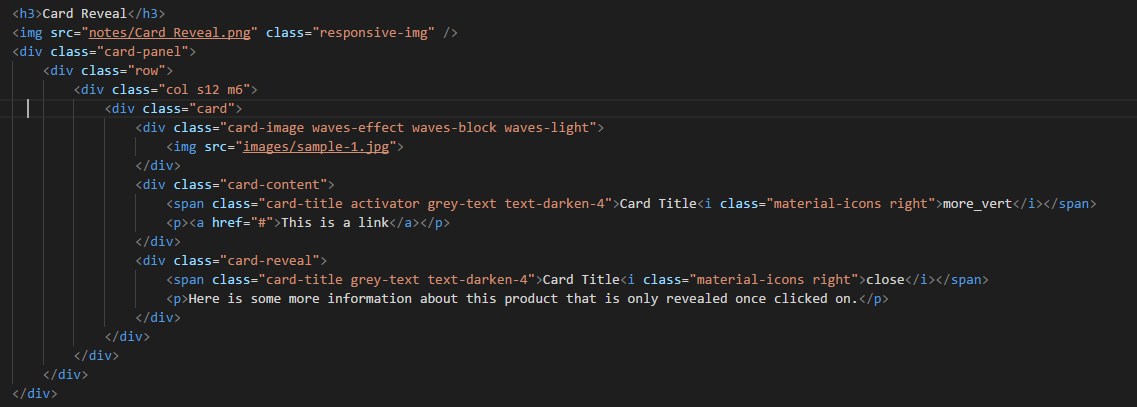 <h3>Card Reveal</h3>
<img src="notes/Card Reveal.png" class="responsive-img" />
<div class="card-panel">
    <div class="row">
        <div class="col s12 m6">
            <div class="card">
                <div class="card-image waves-effect waves-block waves-light">
                    <img src="images/sample-1.jpg">
                </div>
                <div class="card-content">
                    <span class="card-title activator grey-text text-darken-4">Card Title<i class="material-icons right">more_vert</i></span>
                    <p><a href="#">This is a link</a></p>
                </div>
                <div class="card-reveal">
                    <span class="card-title grey-text text-darken-4">Card Title<i class="material-icons right">close</i></span>
                    <p>Here is some more information about this product that is only revealed once clicked on.</p>
                </div>
            </div>
        </div>
    </div>
</div>